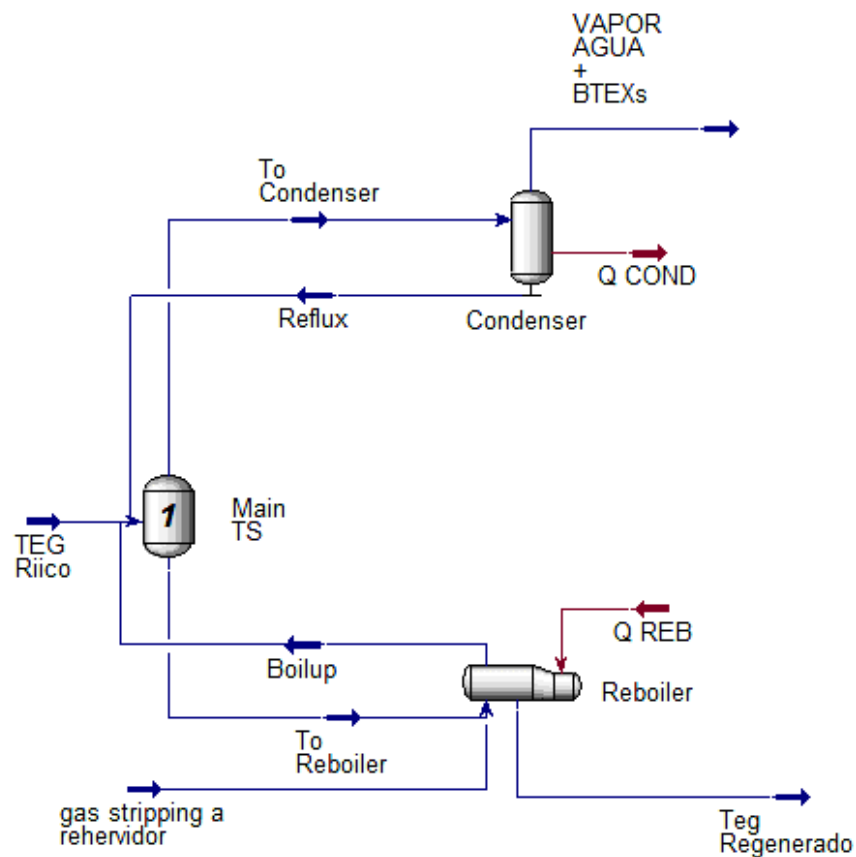 VAPOR
AGUA
+
BTEXs
To
Condenser
Q COND
Reflux
Condenser
1
Main
TS
TEG
Riico
Q REB
Boilup
Reboiler
To
Reboiler
gas stripping a
rehervidor
Teg
Regenerado